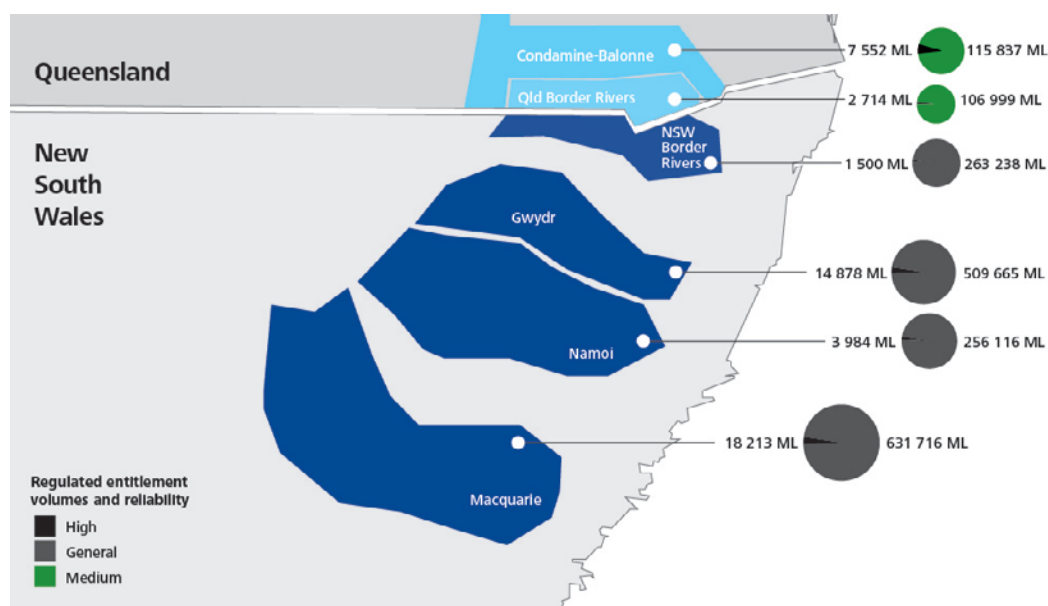 Queensland
Condamine-Balonne
7 552 ML
115 837 ML
Qld Border Rivers
2 714 ML
106 999 ML
New
South
Wales
NSW
Border
Rivers
1 500 ML
263 238 ML
Gwydr
14 878 ML
509 665 ML
Namoi
3 984 ML
256 116 ML
Macquarie
18 213 ML
631 716 ML
Regulated entitlement
volumes and reliability
High
General
Medium